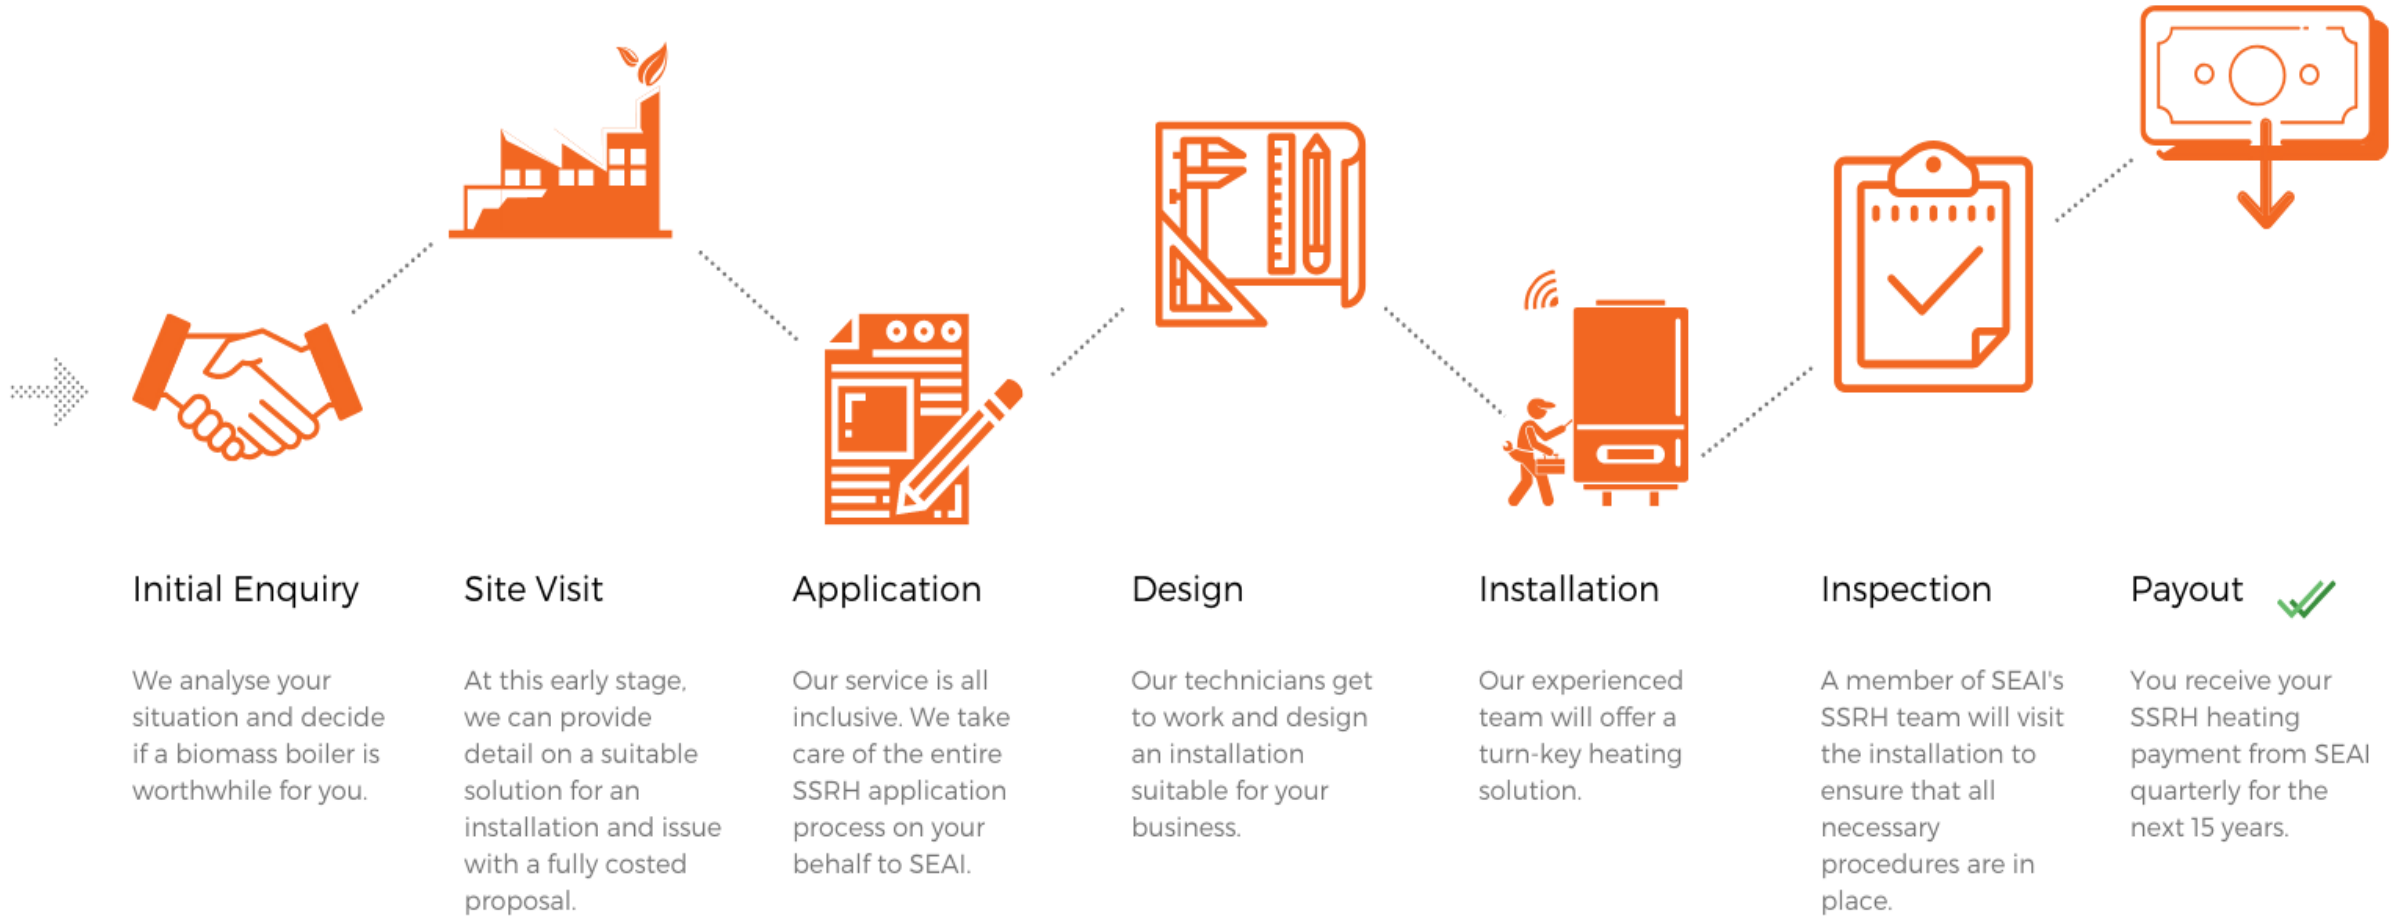 Initial Enquiry
We analyse your
situation and decide
if a biomass boiler is
worthwhile for you.
Site Visit
At this early stage,
we can provide
detail on a suitable
solution for an
installation and issue
with a fully costed
proposal.
Application
Our service is all
inclusive. We take
care of the entire
SSRH application
process on your
behalf to SEAI.
Design
Our technicians get
to work and design
an installation
suitable for your
business.
Installation
Our experienced
team will offer a
turn-key heating
solution.
Inspection
A member of SEAI's
SSRH team will visit
the installation to
ensure that all
necessary
procedures are in
place.
Payout
You receive your
SSRH heating
payment from SEAI
quarterly for the
next 15 years.